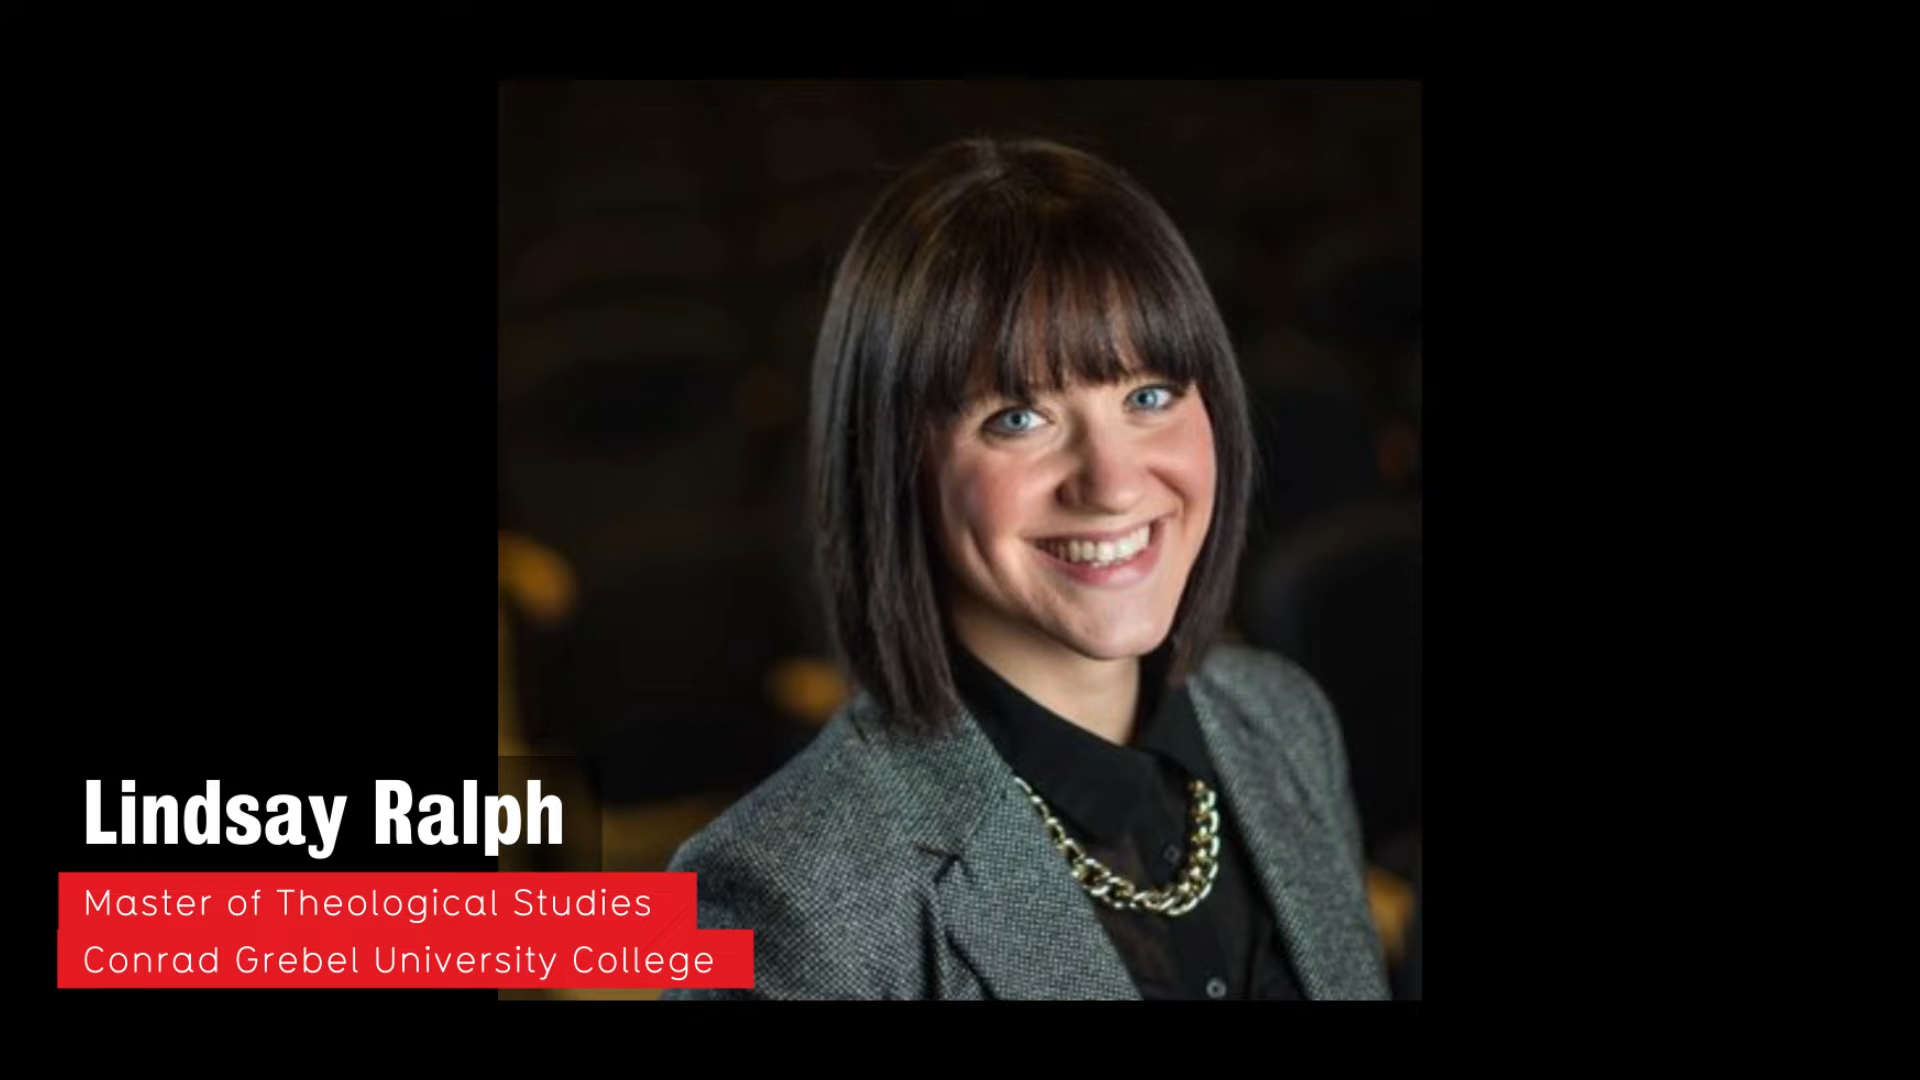 Lindsay Ralph
Master of Theological Studies
Conrad Grebel University College